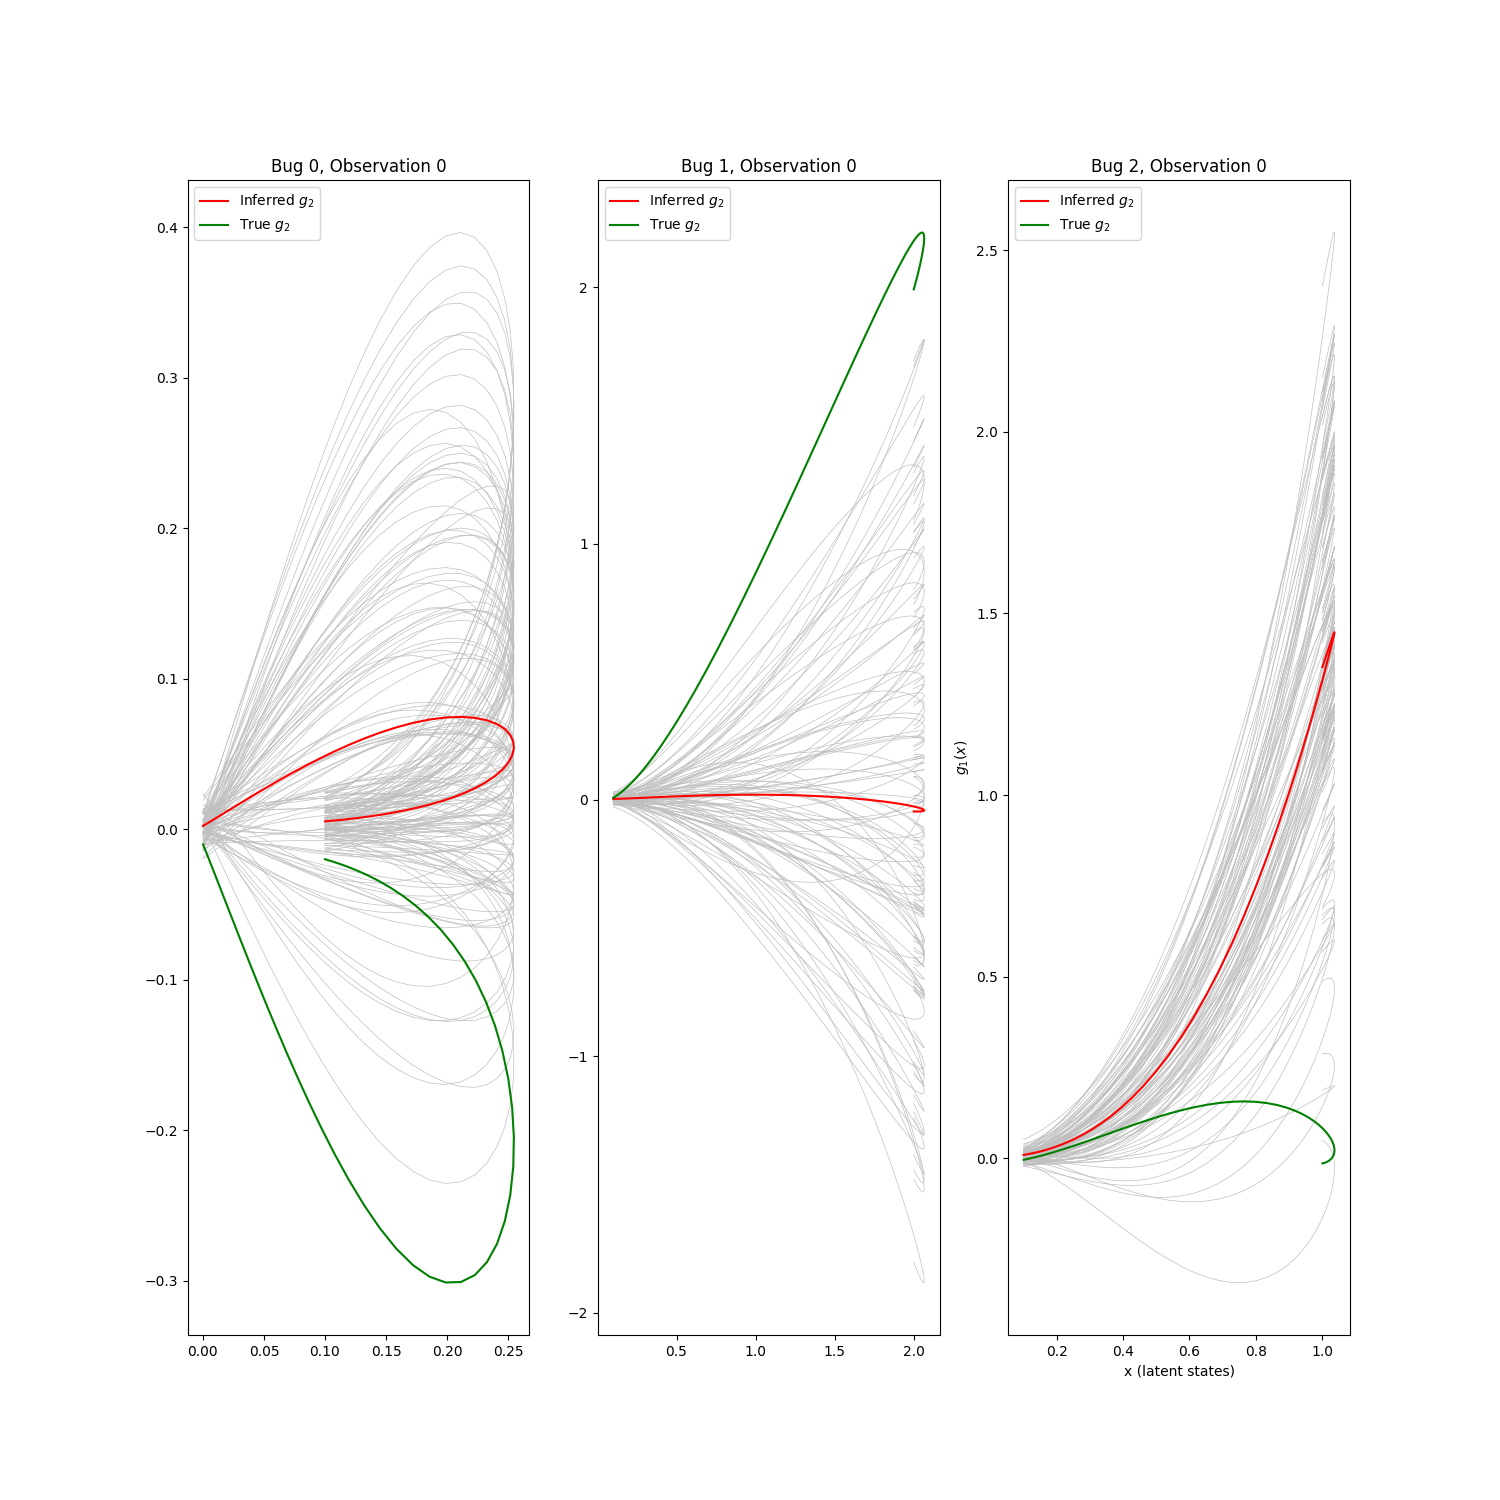 Bug 0, Observation 0
Inferred g₂
True g₂
0.4
0.3
0.2
0.1
0.0
−0.1
−0.2
−0.3
0.00 0.05 0.10 0.15 0.20 0.25
Bug 1, Observation 0
Inferred g₂
True g₂
2
1
0
−1
−2
0.5 1.0 1.5 2.0
Bug 2, Observation 0
Inferred g₂
True g₂
g₁(x)
2.5
2.0
1.5
1.0
0.5
0.0
0.2 0.4 0.6 0.8 1.0
x (latent states)